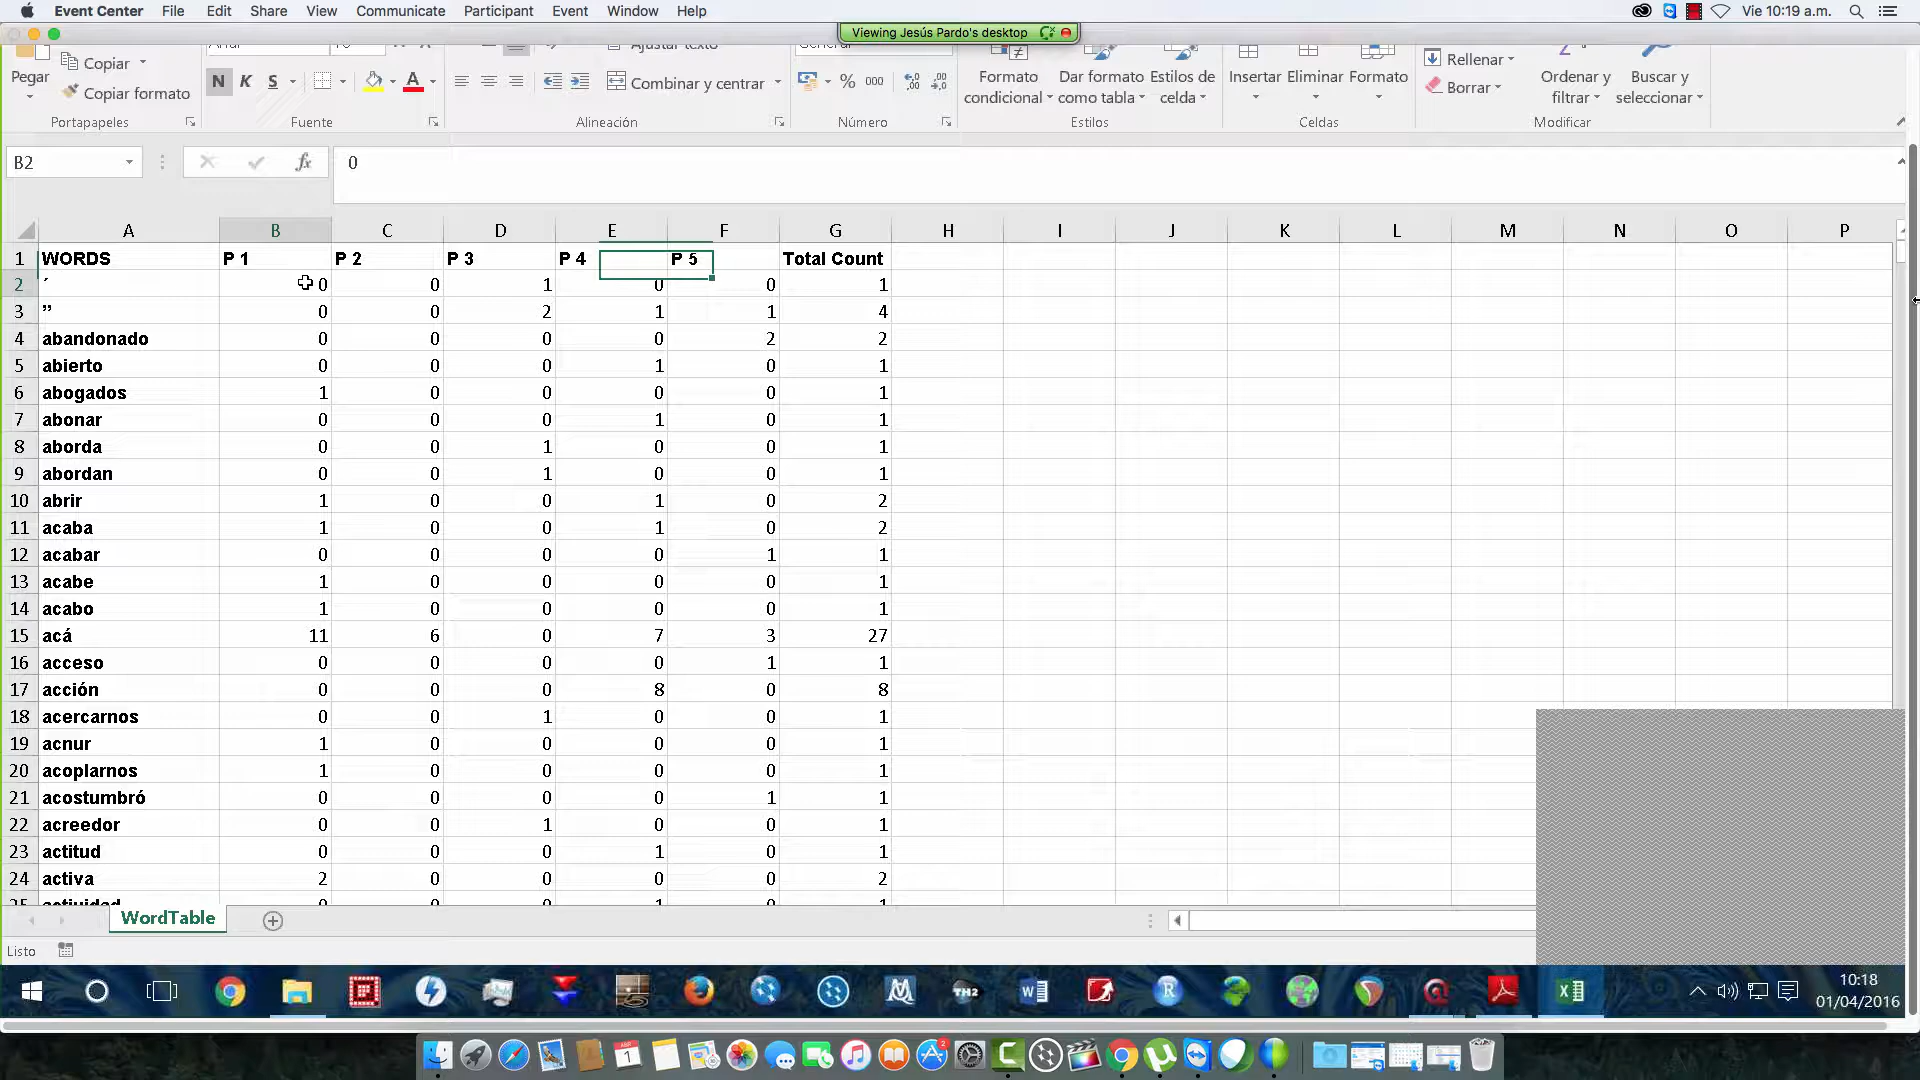 Event Center File Edit Share View Communicate Participant Event Window Help Vie 10:19 a.m.
Viewing Jesús Pardo's desktop
Pegar Copiar Ajustar texto Rellenar
Copiar formato N K S Combinar y centrar % 000 Formato condicional Dar formato como tabla Estilos de celda Insertar Eliminar Formato Borrar Ordenar y filtrar Buscar y seleccionar
Portapapeles Fuente Alineación Número Estilos Celdas Modificar
B2 fx 0
A B C D E F G H I J K L M N O P
1 WORDS P 1 P 2 P 3 P 4 P 5 Total Count
2 ´ 0 0 1 0 0 1
3 ” 0 0 2 1 1 4
4 abandonado 0 0 0 0 2 2
5 abierto 0 0 0 1 0 1
6 abogados 1 0 0 0 0 1
7 abonar 0 0 0 1 0 1
8 aborda 0 0 1 0 0 1
9 abordan 0 0 1 0 0 1
10 abrir 1 0 0 1 0 2
11 acaba 1 0 0 1 0 2
12 acabar 0 0 0 0 1 1
13 acabe 1 0 0 0 0 1
14 acabo 1 0 0 0 0 1
15 acá 11 6 0 7 3 27
16 acceso 0 0 0 0 1 1
17 acción 0 0 0 8 0 8
18 acercarnos 0 0 1 0 0 1
19 acnur 1 0 0 0 0 1
20 acoplarnos 1 0 0 0 0 1
21 acostumbró 0 0 0 0 1 1
22 acreedor 0 0 1 0 0 1
23 actitud 0 0 0 1 0 1
24 activa 2 0 0 0 0 2
25 actividad 0 0 0 1 0 1
WordTable
Listo
TH2 10:18
01/04/2016